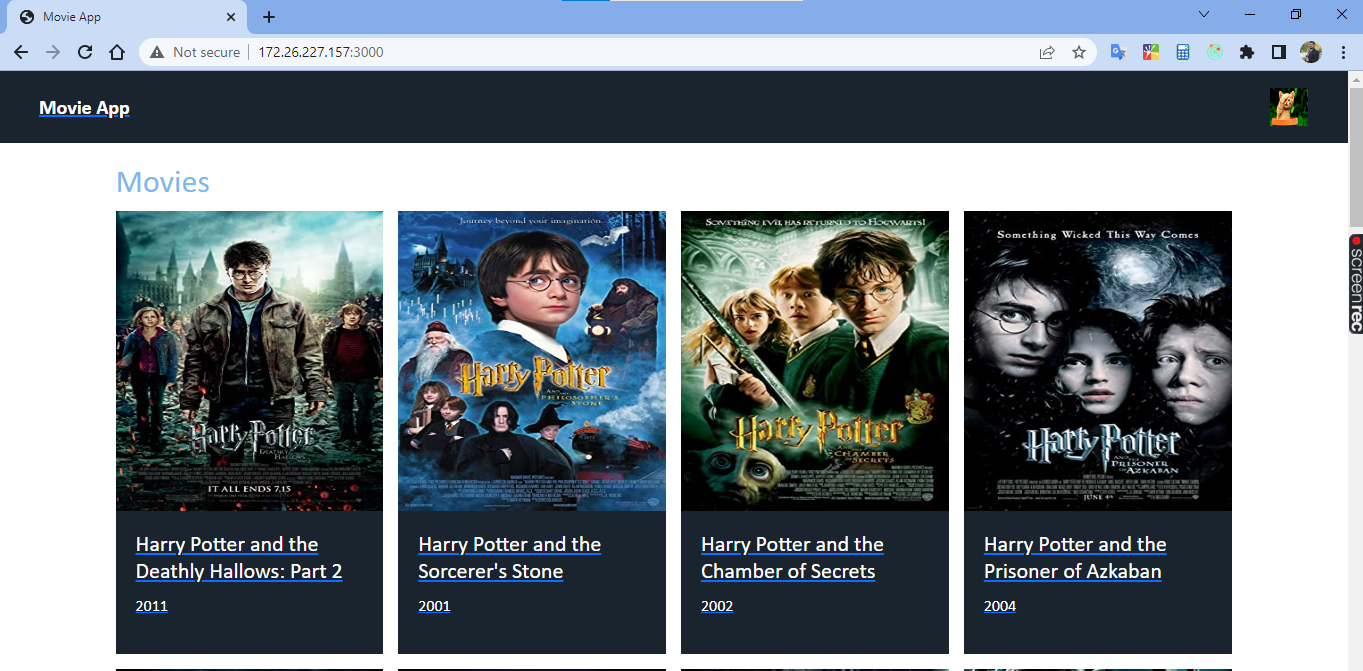 Movie App
Not secure
172.26.227.157:3000
Movie App
Movies
Journey beyond your imagination.
SOMETHING EVIL HAS RETURNED TO HOGWARTS!
Something Wicked This Way Comes
Harry Potter
AND THE
DEATHLY HALLOWS
IT ALL ENDS 7.15
Harry Potter
AND THE
PHILOSOPHER'S
STONE
Harry Potter
AND THE
CHAMBER
OF SECRETS
Harry Potter
AND THE
PRISONER
OF AZKABAN
JUNE 4
Harry Potter and the
Deathly Hallows: Part 2
2011
Harry Potter and the
Sorcerer's Stone
2001
Harry Potter and the
Chamber of Secrets
2002
Harry Potter and the
Prisoner of Azkaban
2004
screenrec